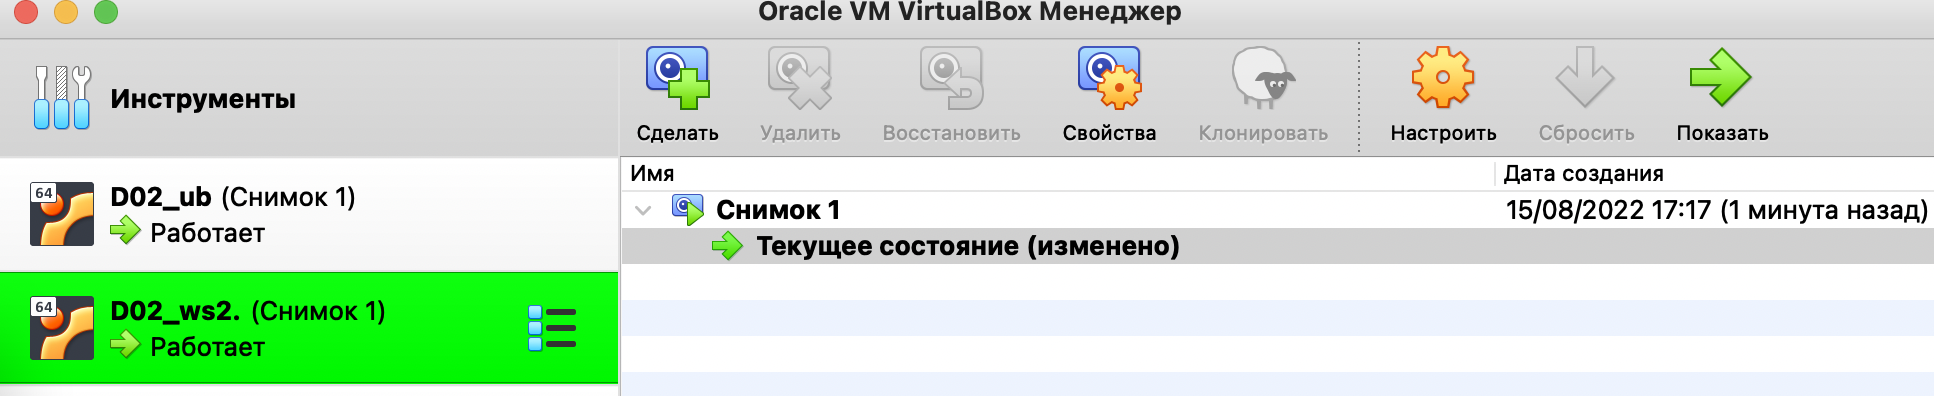 Oracle VM VirtualBox Менеджер
Инструменты
Сделать Удалить Восстановить Свойства Клонировать Настроить Сбросить Показать
Имя Дата создания
64 D02_ub (Снимок 1)
Работает
Снимок 1 15/08/2022 17:17 (1 минута назад)
Текущее состояние (изменено)
64 D02_ws2. (Снимок 1)
Работает